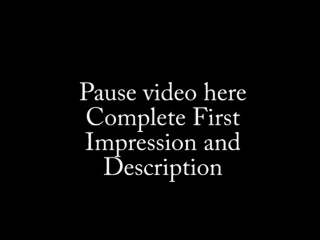 Pause video here
Complete First
Impression and
Description